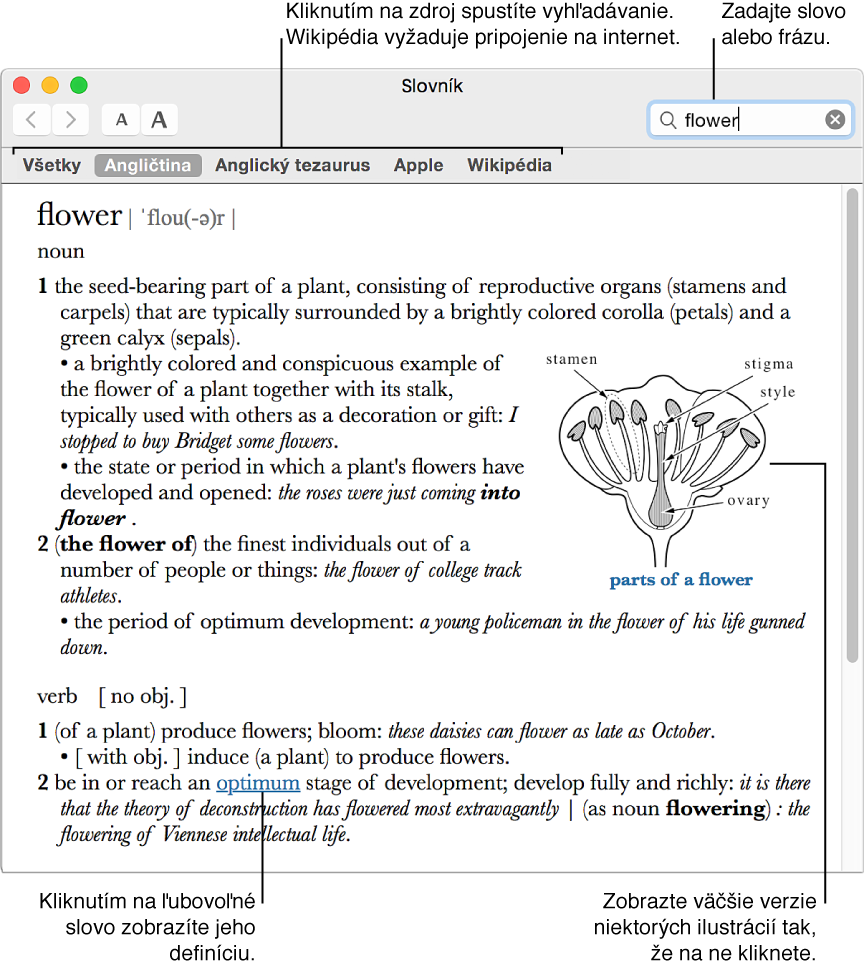 Kliknutím na zdroj spustíte vyhľadávanie.
Wikipédia vyžaduje pripojenie na internet.
Zadajte slovo
alebo frázu.
Slovník
A A
flower
Všetky Angličtina Anglický tezaurus Apple Wikipédia
flower | ˈflou(-ə)r |
noun
1 the seed-bearing part of a plant, consisting of reproductive organs (stamens and
carpels) that are typically surrounded by a brightly colored corolla (petals) and a
green calyx (sepals).
• a brightly colored and conspicuous example of
the flower of a plant together with its stalk,
typically used with others as a decoration or gift: I
stopped to buy Bridget some flowers.
• the state or period in which a plant's flowers have
developed and opened: the roses were just coming into
flower .
2 (the flower of) the finest individuals out of a
number of people or things: the flower of college track
athletes.
• the period of optimum development: a young policeman in the flower of his life gunned
down.
stamen
stigma
style
ovary
parts of a flower
verb [ no obj. ]
1 (of a plant) produce flowers; bloom: these daisies can flower as late as October.
• [ with obj. ] induce (a plant) to produce flowers.
2 be in or reach an optimum stage of development; develop fully and richly: it is there
that the theory of deconstruction has flowered most extravagantly | (as noun flowering) : the
flowering of Viennese intellectual life.
Kliknutím na ľubovoľné
slovo zobrazíte jeho
definíciu.
Zobrazte väčšie verzie
niektorých ilustrácií tak,
že na ne kliknete.